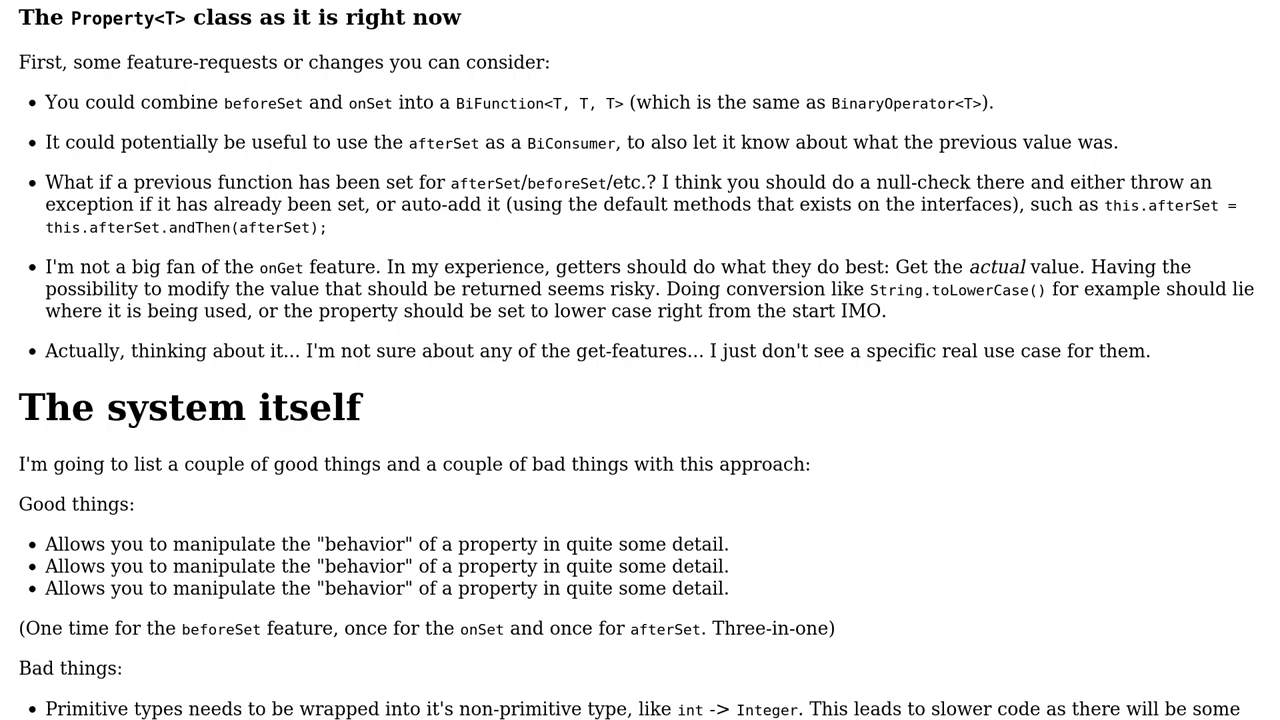 The Property<T> class as it is right now
First, some feature-requests or changes you can consider:
• You could combine beforeSet and onSet into a BiFunction<T, T, T> (which is the same as BinaryOperator<T>).
• It could potentially be useful to use the afterSet as a BiConsumer, to also let it know about what the previous value was.
• What if a previous function has been set for afterSet/beforeSet/etc.? I think you should do a null-check there and either throw an
exception if it has already been set, or auto-add it (using the default methods that exists on the interfaces), such as this.afterSet =
this.afterSet.andThen(afterSet);
• I'm not a big fan of the onGet feature. In my experience, getters should do what they do best: Get the actual value. Having the
possibility to modify the value that should be returned seems risky. Doing conversion like String.toLowerCase() for example should lie
where it is being used, or the property should be set to lower case right from the start IMO.
• Actually, thinking about it... I'm not sure about any of the get-features... I just don't see a specific real use case for them.
The system itself
I'm going to list a couple of good things and a couple of bad things with this approach:
Good things:
• Allows you to manipulate the "behavior" of a property in quite some detail.
• Allows you to manipulate the "behavior" of a property in quite some detail.
• Allows you to manipulate the "behavior" of a property in quite some detail.
(One time for the beforeSet feature, once for the onSet and once for afterSet. Three-in-one)
Bad things:
• Primitive types needs to be wrapped into it's non-primitive type, like int -> Integer. This leads to slower code as there will be some